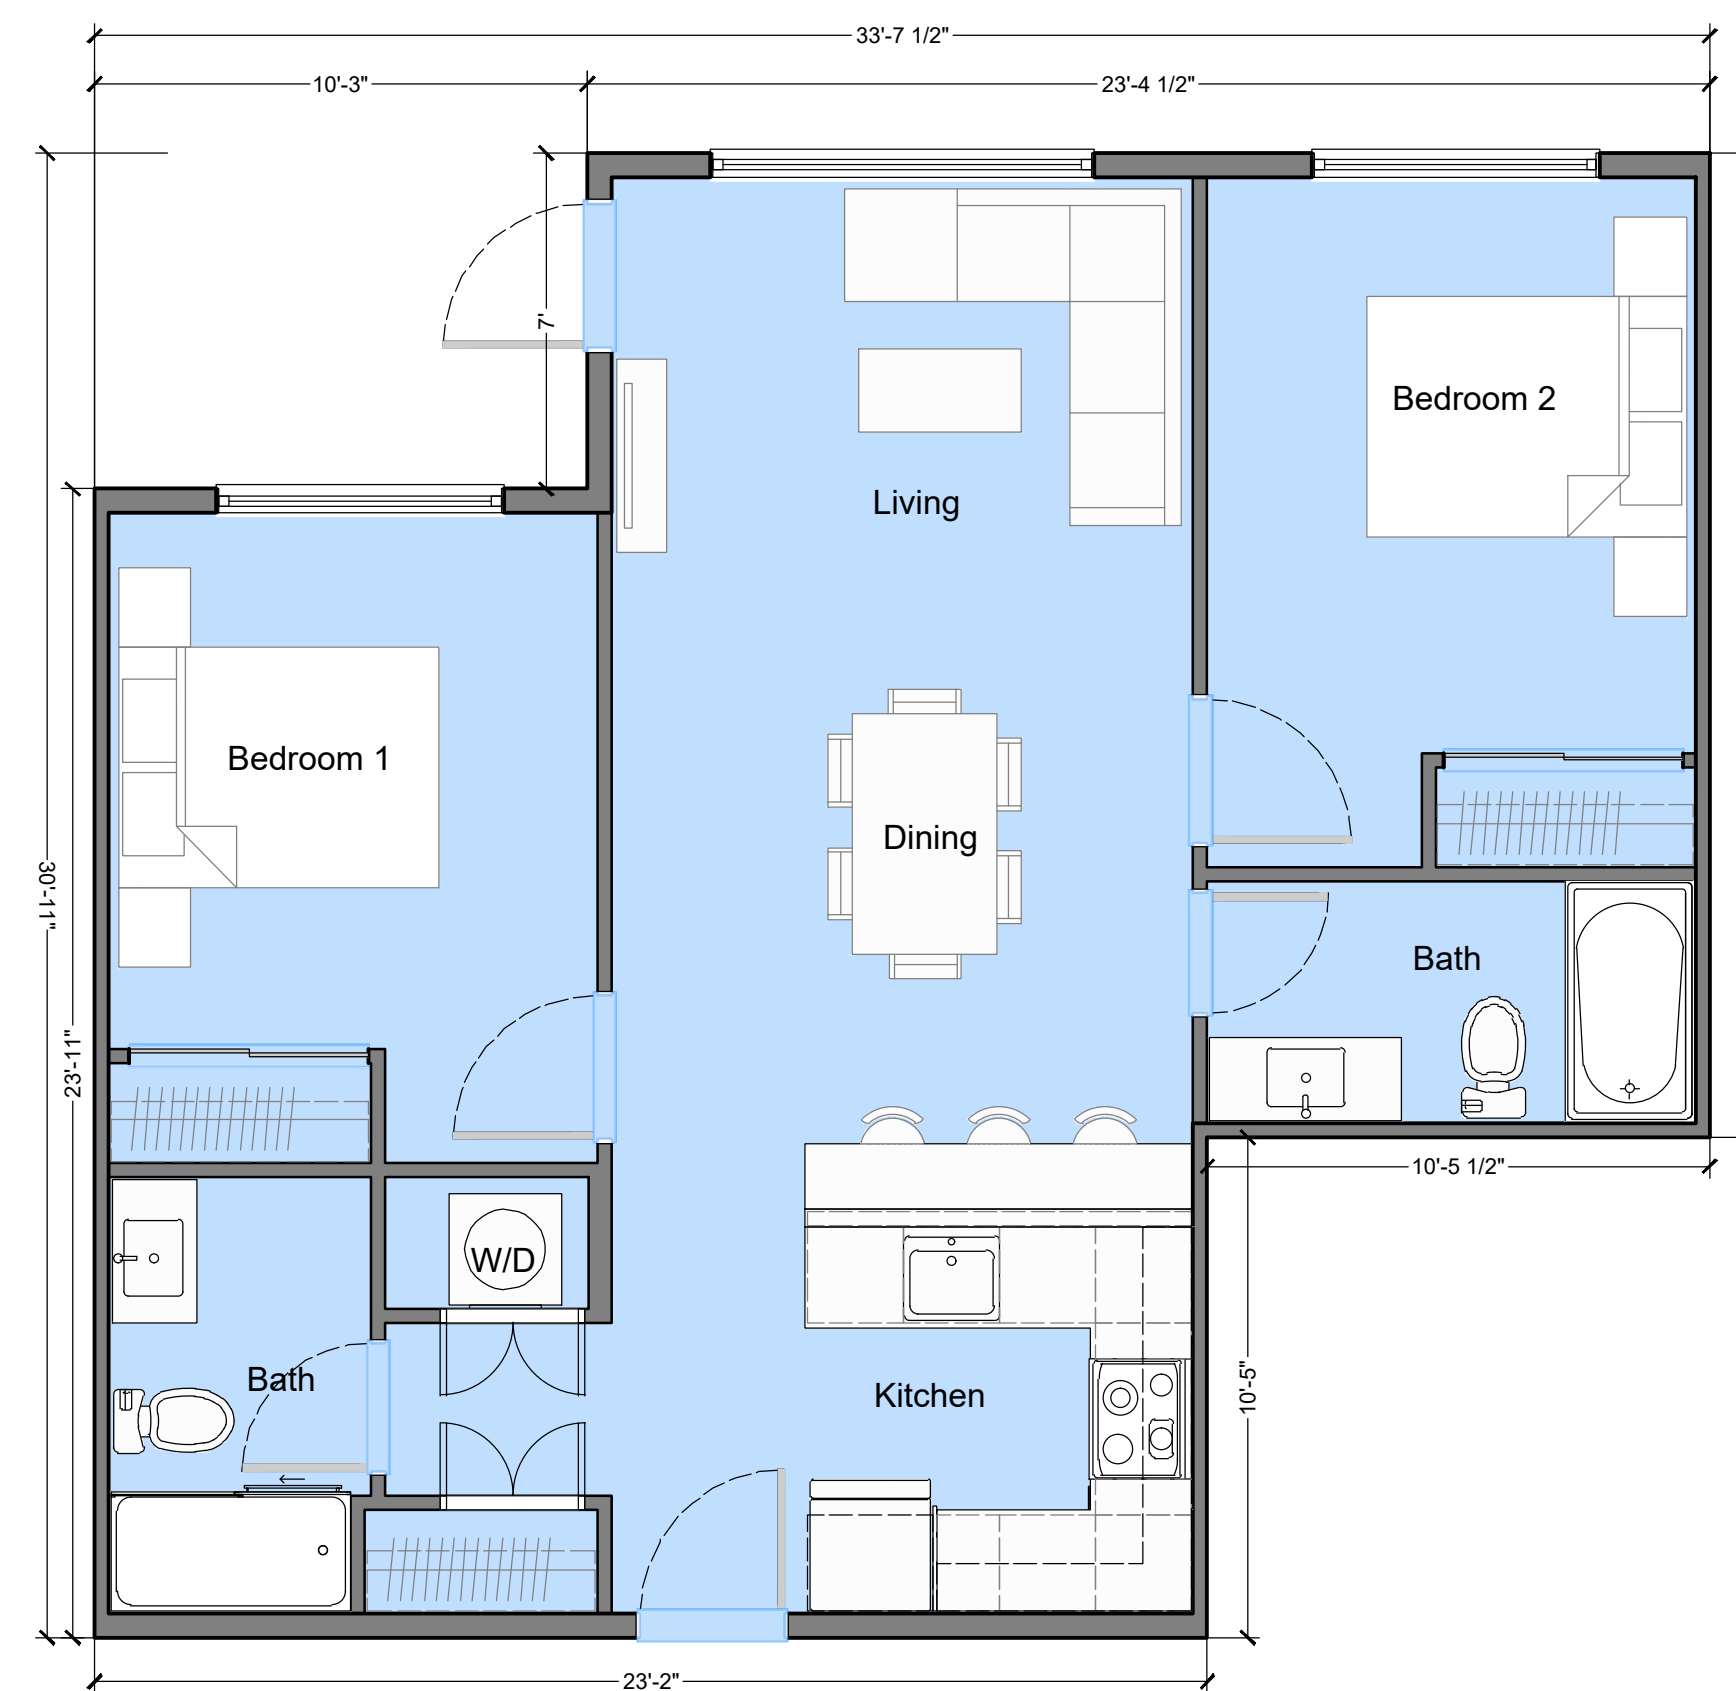 33'-7 1/2"
10'-3"
23'-4 1/2"
7'
Bedroom 2
Living
Bedroom 1
Dining
30'-11"
Bath
23'-11"
10'-5 1/2"
W/D
Bath
Kitchen
10'-5"
23'-2"